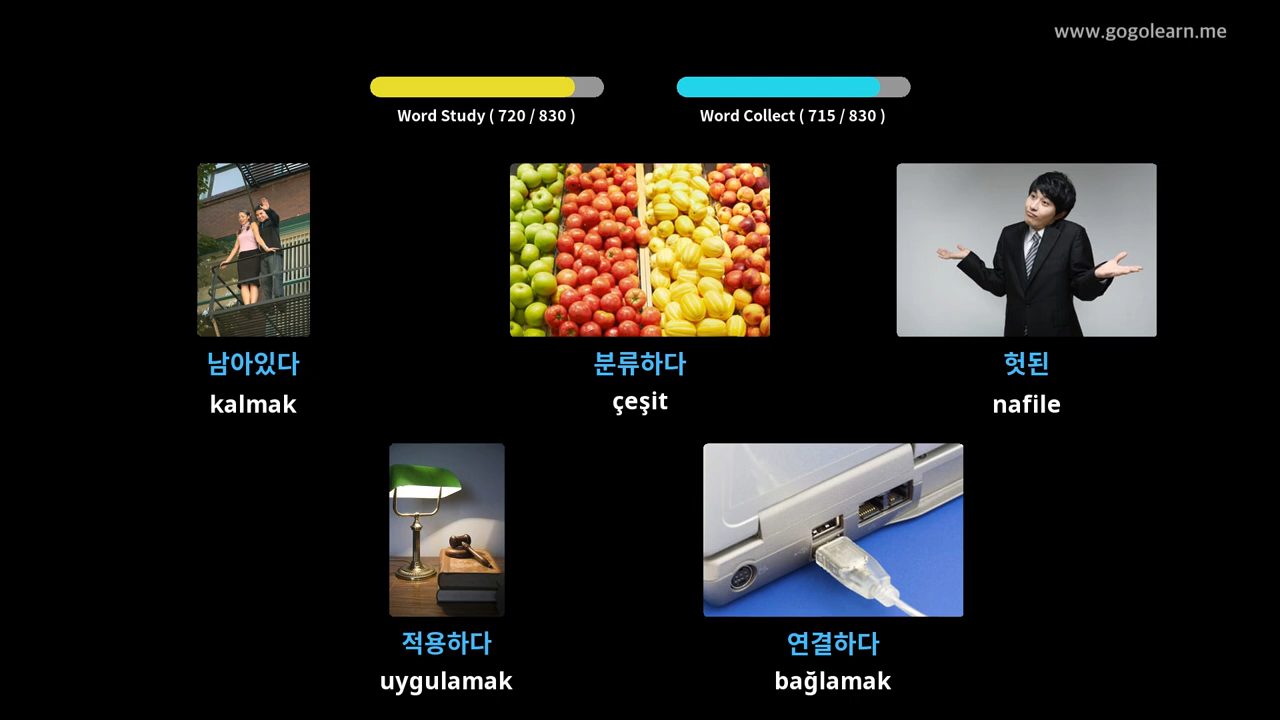 www.gogolearn.me
Word Study ( 720 / 830 )
Word Collect ( 715 / 830 )
남아있다
kalmak
분류하다
çeşit
헛된
nafile
적용하다
uygulamak
연결하다
bağlamak